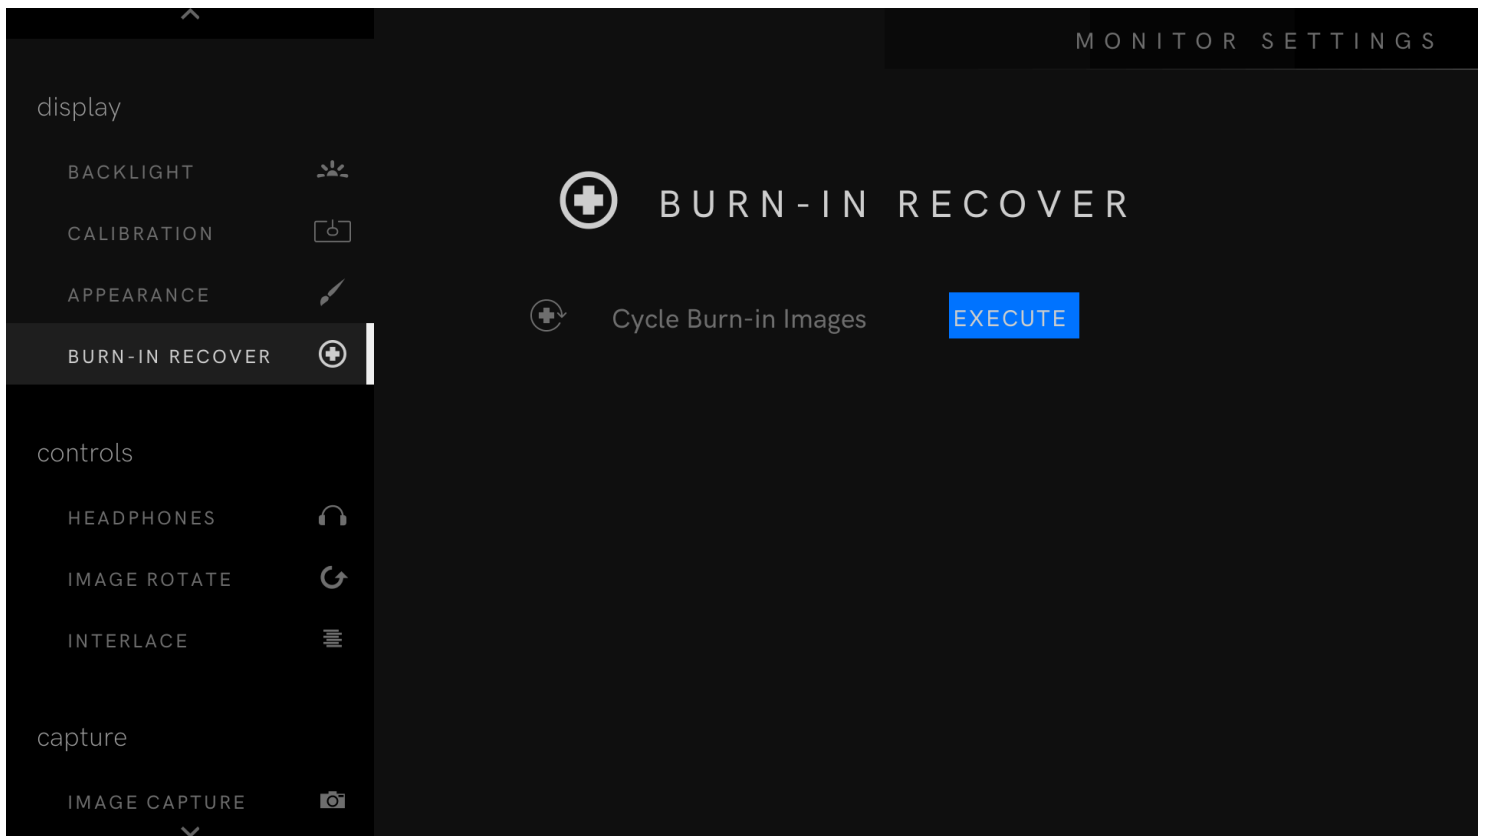 MONITOR SETTINGS
display
BACKLIGHT
CALIBRATION
APPEARANCE
BURN-IN RECOVER
controls
HEADPHONES
IMAGE ROTATE
INTERLACE
capture
IMAGE CAPTURE
BURN-IN RECOVER
Cycle Burn-in Images EXECUTE